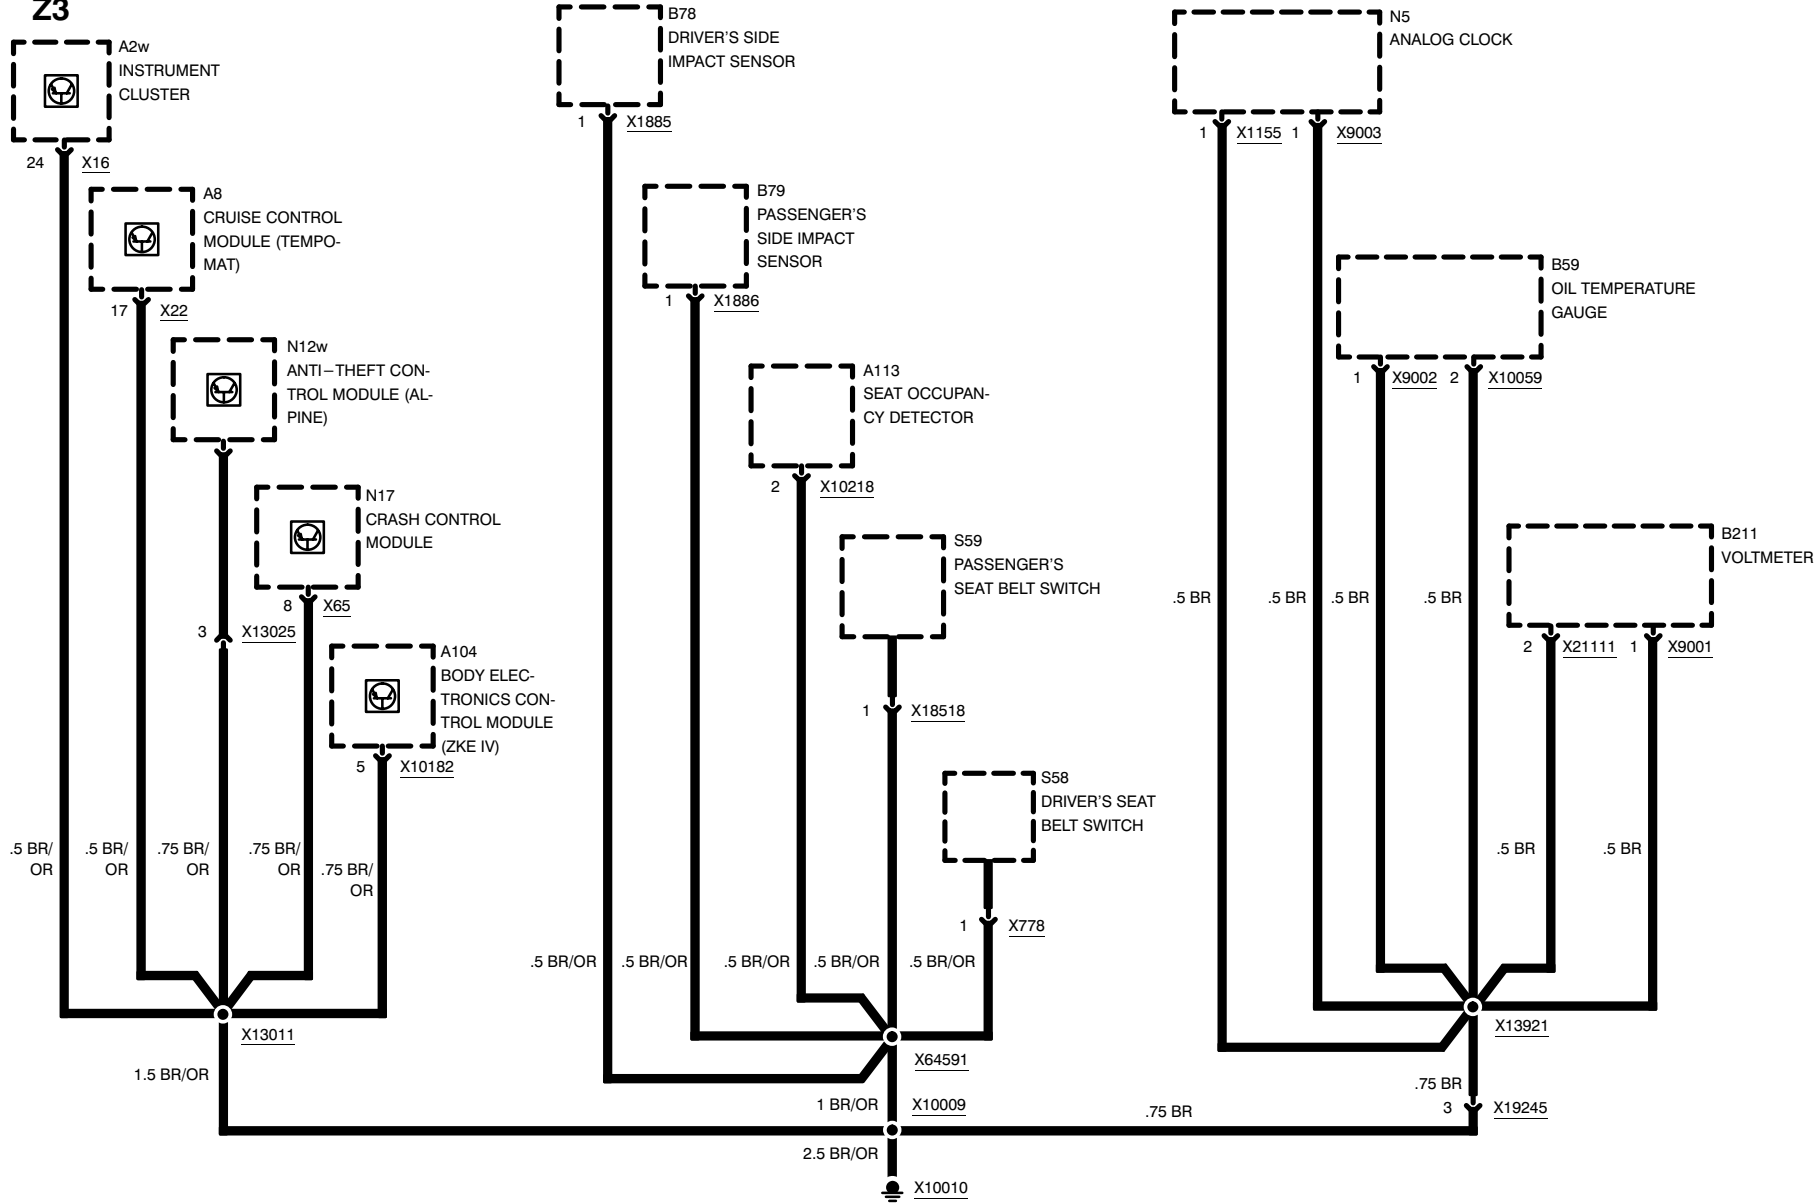 Z3
A2w
INSTRUMENT
CLUSTER
24
X16
A8
CRUISE CONTROL
MODULE (TEMPO-
MAT)
17
X22
N12w
ANTI–THEFT CON-
TROL MODULE (AL-
PINE)
3
X13025
N17
CRASH CONTROL
MODULE
8
X65
A104
BODY ELEC-
TRONICS CON-
TROL MODULE
(ZKE IV)
5
X10182
.5 BR/
OR
.5 BR/
OR
.75 BR/
OR
.75 BR/
OR
.75 BR/
OR
X13011
1.5 BR/OR
B78
DRIVER'S SIDE
IMPACT SENSOR
1
X1885
B79
PASSENGER'S
SIDE IMPACT
SENSOR
1
X1886
A113
SEAT OCCUPAN-
CY DETECTOR
2
X10218
S59
PASSENGER'S
SEAT BELT SWITCH
1
X18518
S58
DRIVER'S SEAT
BELT SWITCH
1
X778
.5 BR/OR
.5 BR/OR
.5 BR/OR
.5 BR/OR
.5 BR/OR
X64591
1 BR/OR
X10009
2.5 BR/OR
X10010
N5
ANALOG CLOCK
1
X1155
1
X9003
B59
OIL TEMPERATURE
GAUGE
1
X9002
2
X10059
B211
VOLTMETER
2
X21111
1
X9001
.5 BR
.5 BR
.5 BR
.5 BR
.5 BR
.5 BR
X13921
.75 BR
3
X19245
.75 BR